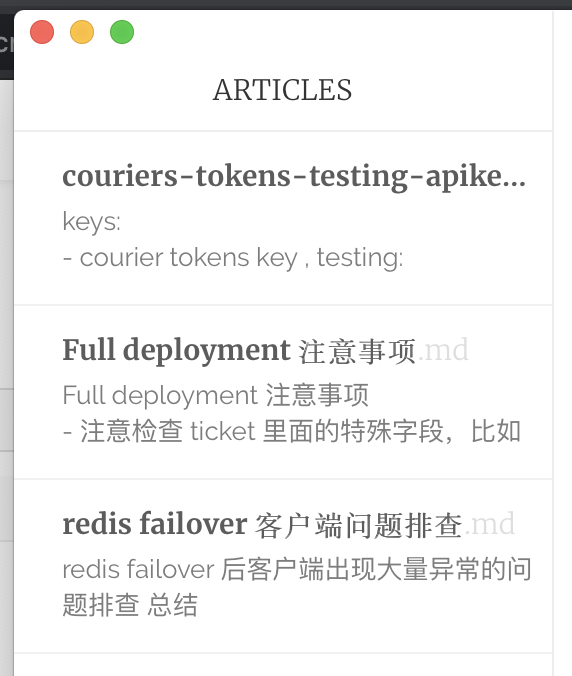 ARTICLES
couriers-tokens-testing-apike...
keys:
- courier tokens key , testing:
Full deployment 注意事项.md
Full deployment 注意事项
- 注意检查 ticket 里面的特殊字段，比如
redis failover 客户端问题排查.md
redis failover 后客户端出现大量异常的问
题排查 总结